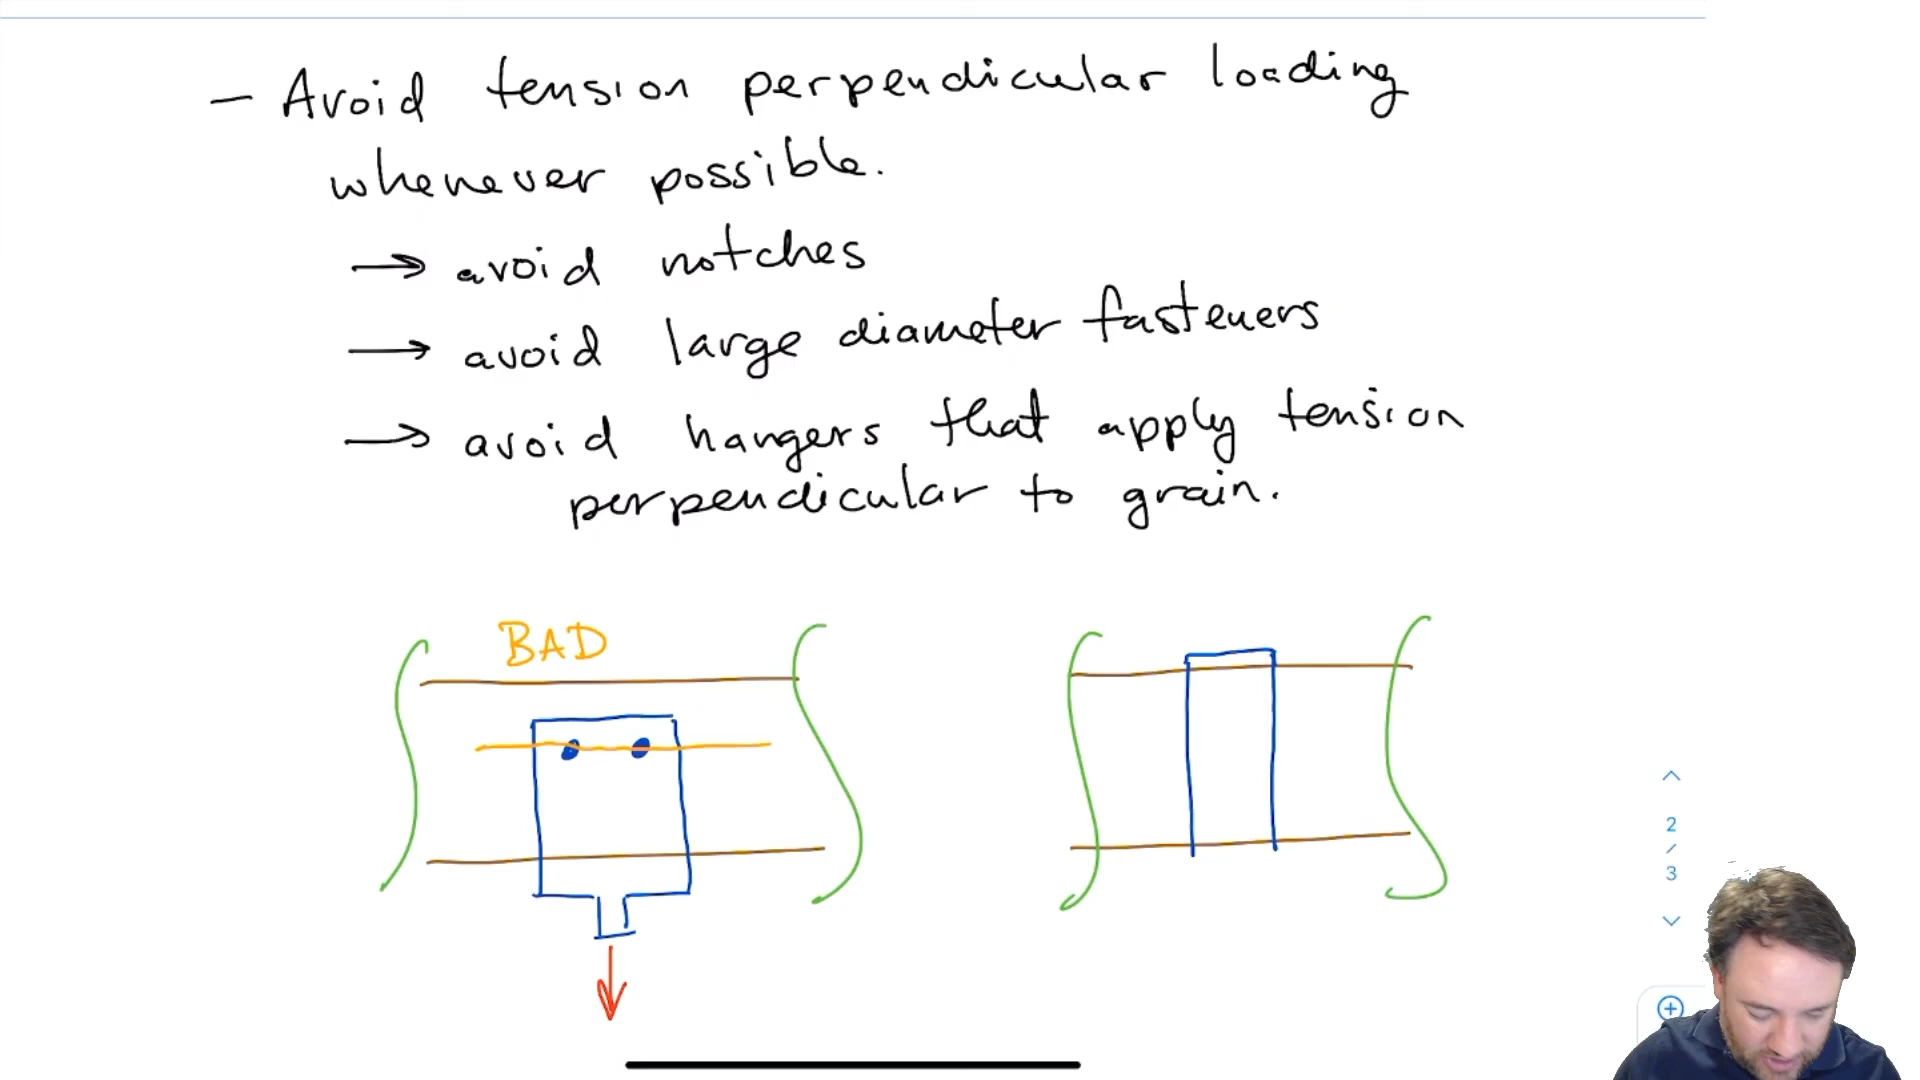 - Avoid tension perpendicular loading
whenever possible.
→ avoid notches
→ avoid large diameter fasteners
→ avoid hangers that apply tension
perpendicular to grain.
BAD
2
/
3